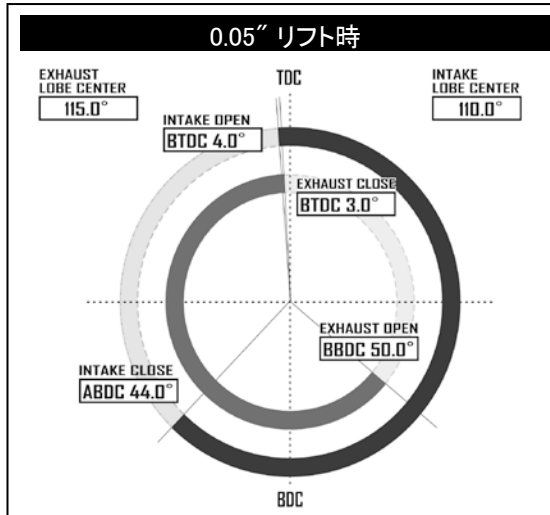 0.05″ リフト時
EXHAUST
LOBE CENTER
115.0°
TDC
INTAKE
LOBE CENTER
110.0°
INTAKE OPEN
BTDC 4.0°
EXHAUST CLOSE
BTDC 3.0°
EXHAUST OPEN
BBDC 50.0°
INTAKE CLOSE
ABDC 44.0°
BDC